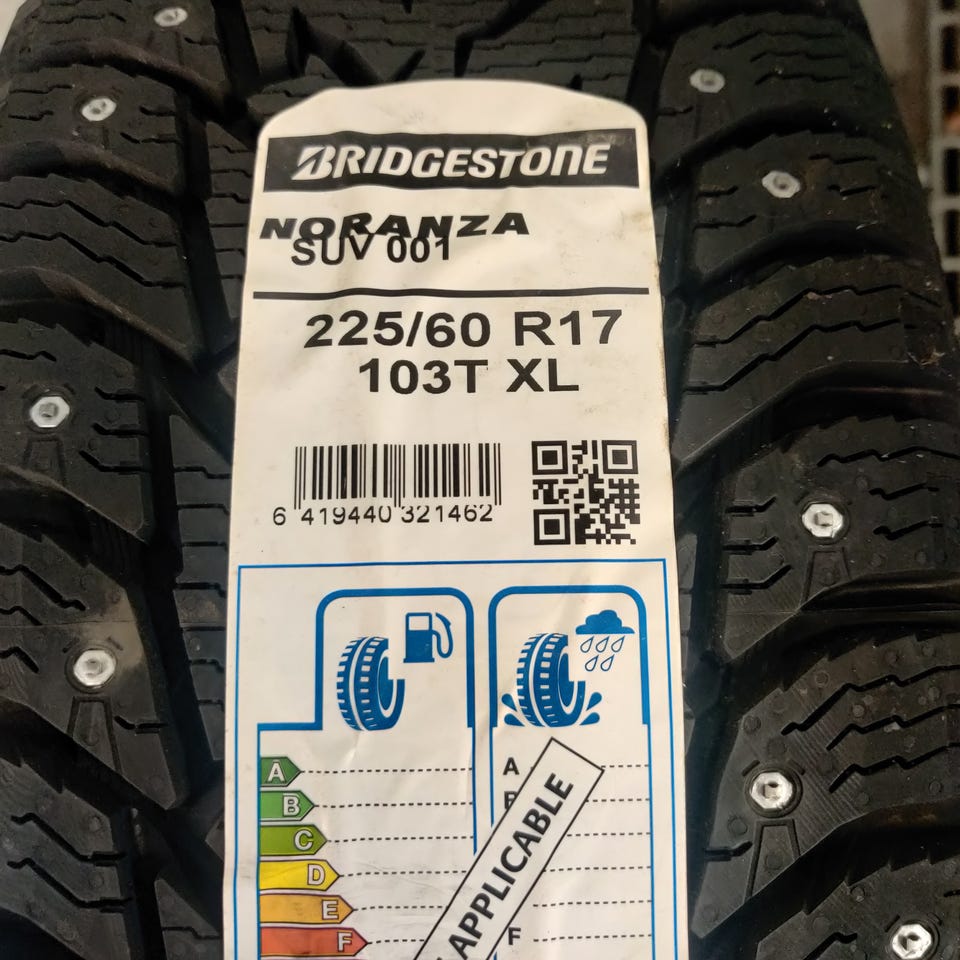 BRIDGESTONE
NORANZA
SUV 001
225/60 R17
103T XL
6 419440 321462
A
B
C
D
E
F
A
F
APPLICABLE